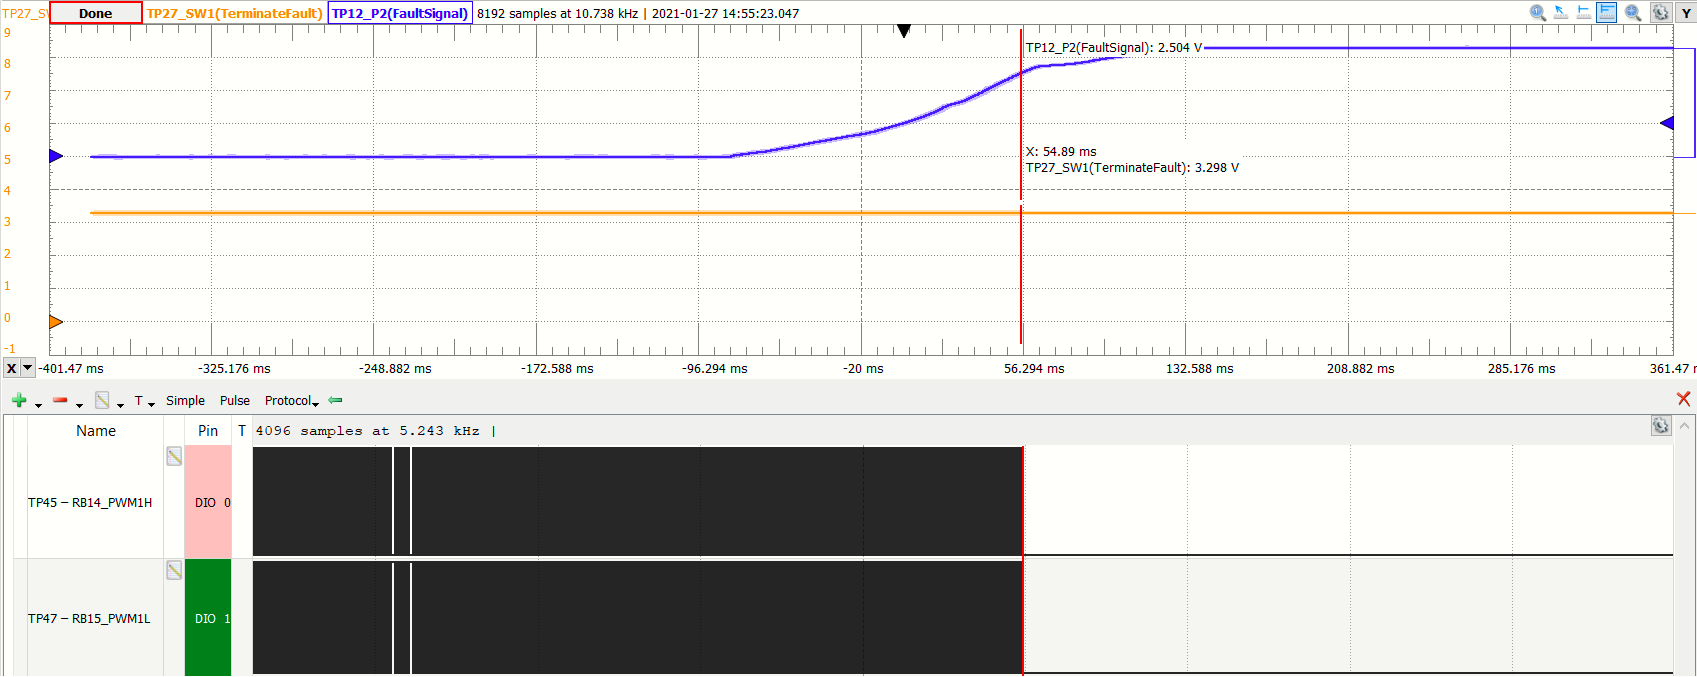 TP27_SW Done TP27_SW1(TerminateFault) TP12_P2(FaultSignal) 8192 samples at 10.738 kHz | 2021-01-27 14:55:23.047 Y
9
8
7
6
5
4
3
2
1
0
-1
TP12_P2(FaultSignal): 2.504 V
X: 54.89 ms
TP27_SW1(TerminateFault): 3.298 V
X -401.47 ms -325.176 ms -248.882 ms -172.588 ms -96.294 ms -20 ms 56.294 ms 132.588 ms 208.882 ms 285.176 ms 361.47 m
T Simple Pulse Protocol
Name Pin T 4096 samples at 5.243 kHz |
TP45 – RB14_PWM1H DIO 0
TP47 – RB15_PWM1L DIO 1